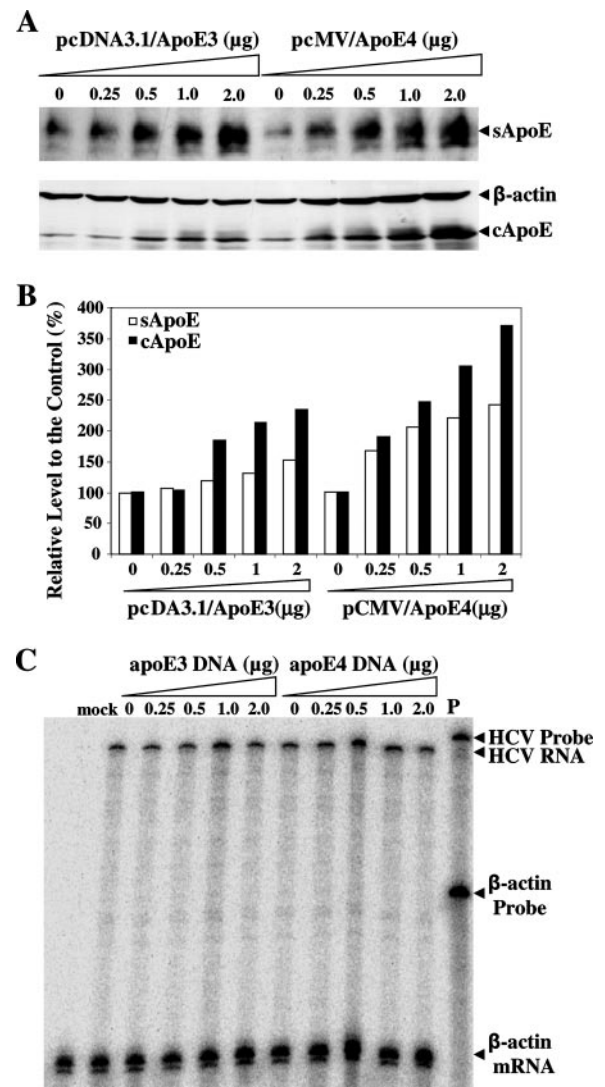 A
pcDNA3.1/ApoE3 (µg) pcMV/ApoE4 (µg)
0 0.25 0.5 1.0 2.0 0 0.25 0.5 1.0 2.0
sApoE
β-actin
cApoE
B
Relative Level to the Control (%)
400
350
300
250
200
150
100
50
0
sApoE
cApoE
0 0.25 0.5 1 2 0 0.25 0.5 1 2
pcDA3.1/ApoE3(µg) pCMV/ApoE4(µg)
C
apoE3 DNA (µg) apoE4 DNA (µg)
mock 0 0.25 0.5 1.0 2.0 0 0.25 0.5 1.0 2.0 P
HCV Probe
HCV RNA
β-actin
Probe
β-actin
mRNA